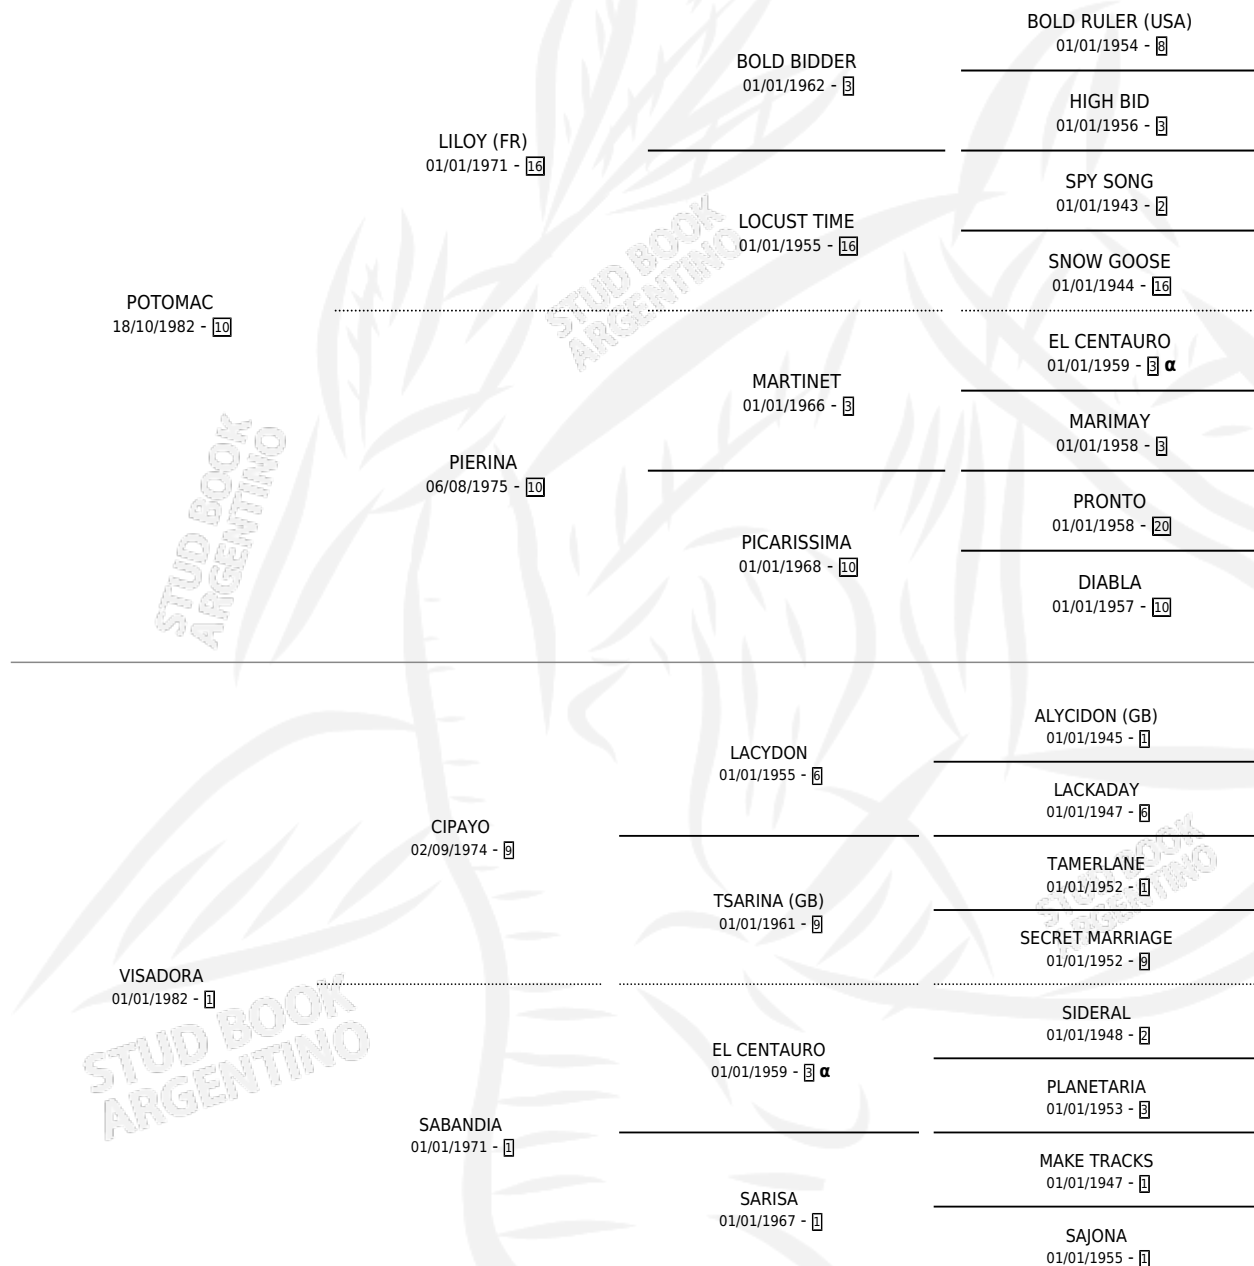 BOLD RULER (USA)
01/01/1954 - 8
BOLD BIDDER
01/01/1962 - 3
HIGH BID
01/01/1956 - 3
LILOY (FR)
01/01/1971 - 16
SPY SONG
01/01/1943 - 2
LOCUST TIME
01/01/1955 - 16
SNOW GOOSE
01/01/1944 - 16
POTOMAC
18/10/1982 - 10
STUD BOOK
ARGENTINO
EL CENTAURO
01/01/1959 - 3 α
MARTINET
01/01/1966 - 3
MARIMAY
01/01/1958 - 3
PIERINA
06/08/1975 - 10
PRONTO
01/01/1958 - 20
PICARISSIMA
01/01/1968 - 10
DIABLA
01/01/1957 - 10
STUD BOOK
ARGENTINO
ALYCIDON (GB)
01/01/1945 - 1
LACYDON
01/01/1955 - 6
LACKADAY
01/01/1947 - 6
CIPAYO
02/09/1974 - 9
TAMERLANE
01/01/1952 - 1
TSARINA (GB)
01/01/1961 - 9
SECRET MARRIAGE
01/01/1952 - 9
STUD BOOK
ARGENTINO
VISADORA
01/01/1982 - 1
SIDERAL
01/01/1948 - 2
EL CENTAURO
01/01/1959 - 3 α
PLANETARIA
01/01/1953 - 3
STUD BOOK
ARGENTINO
SABANDIA
01/01/1971 - 1
MAKE TRACKS
01/01/1947 - 1
SARISA
01/01/1967 - 1
SAJONA
01/01/1955 - 1